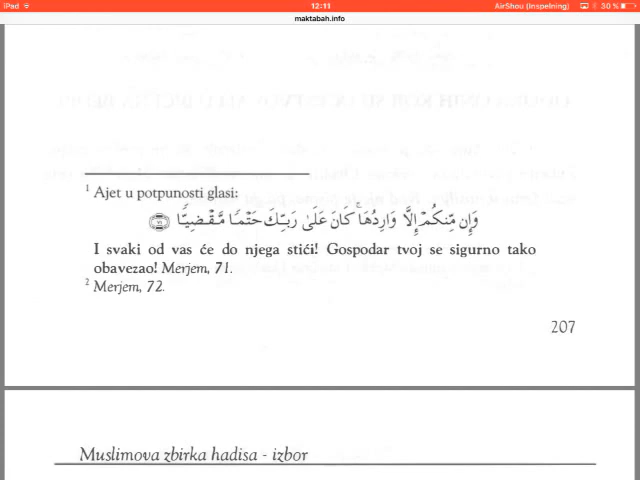 iPad 12:11 AirShou (Inspelning) 30 %
maktabah.info
1 Ajet u potpunosti glasi:
وَإِن مِّنكُمْ إِلَّا وَارِدُهَا ۚ كَانَ عَلَىٰ رَبِّكَ حَتْمًا مَّقْضِيًّا ﴿٧١﴾
I svaki od vas će do njega stići! Gospodar tvoj se sigurno tako
obavezao! Merjem, 71.
2 Merjem, 72.
207
Muslimova zbirka hadisa - izbor